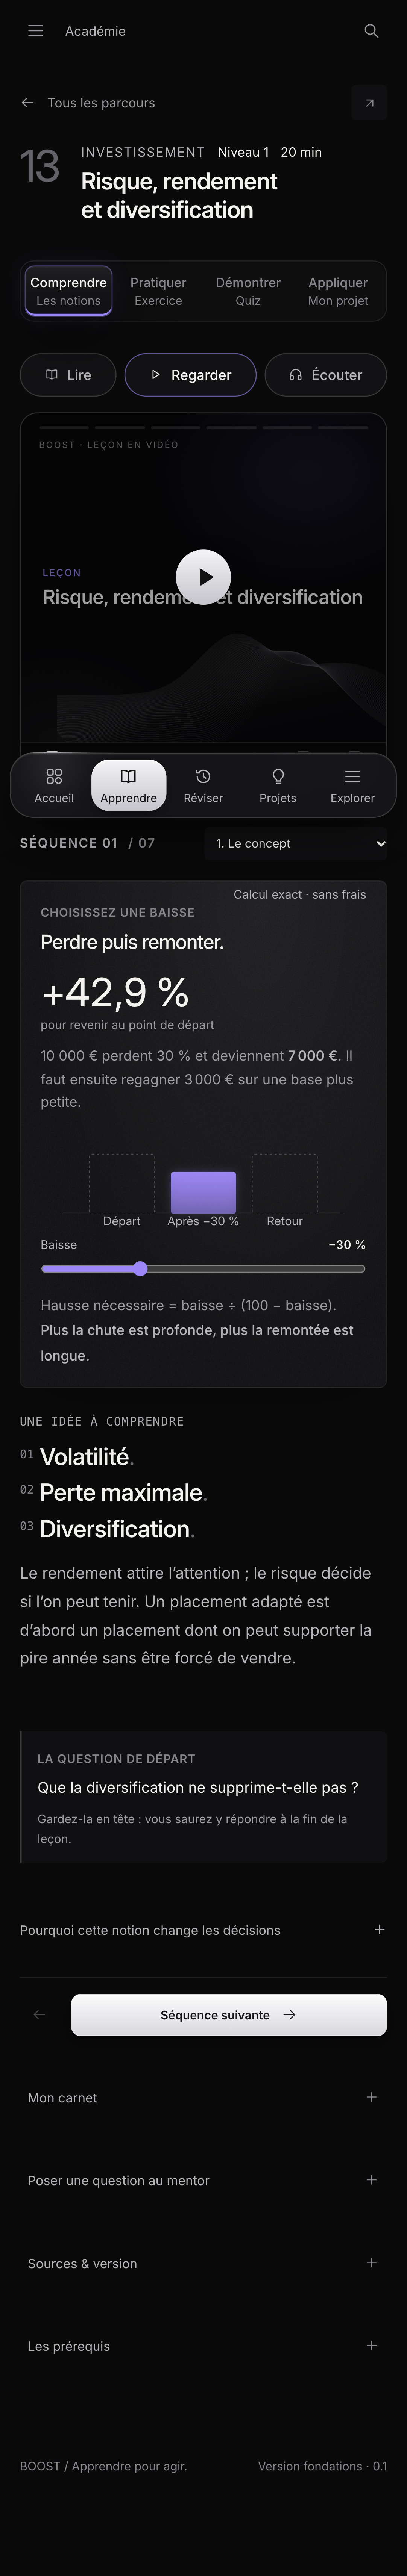 Académie
Tous les parcours
13
INVESTISSEMENT Niveau 1 20 min
Risque, rendement
et diversification
Comprendre
Les notions
Pratiquer
Exercice
Démontrer
Quiz
Appliquer
Mon projet
Lire
Regarder
Écouter
BOOST · LEÇON EN VIDÉO
LEÇON
Risque, rendement et diversification
Accueil
Apprendre
Réviser
Projets
Explorer
SÉQUENCE 01 / 07
1. Le concept
Calcul exact · sans frais
CHOISISSEZ UNE BAISSE
Perdre puis remonter.
+42,9 %
pour revenir au point de départ
10 000 € perdent 30 % et deviennent 7 000 €. Il
faut ensuite regagner 3 000 € sur une base plus
petite.
Départ
Après −30 %
Retour
Baisse
−30 %
Hausse nécessaire = baisse ÷ (100 − baisse).
Plus la chute est profonde, plus la remontée est
longue.
UNE IDÉE À COMPRENDRE
01 Volatilité.
02 Perte maximale.
03 Diversification.
Le rendement attire l’attention ; le risque décide
si l’on peut tenir. Un placement adapté est
d’abord un placement dont on peut supporter la
pire année sans être forcé de vendre.
LA QUESTION DE DÉPART
Que la diversification ne supprime-t-elle pas ?
Gardez-la en tête : vous saurez y répondre à la fin de la
leçon.
Pourquoi cette notion change les décisions
Séquence suivante
Mon carnet
Poser une question au mentor
Sources & version
Les prérequis
BOOST / Apprendre pour agir.
Version fondations · 0.1